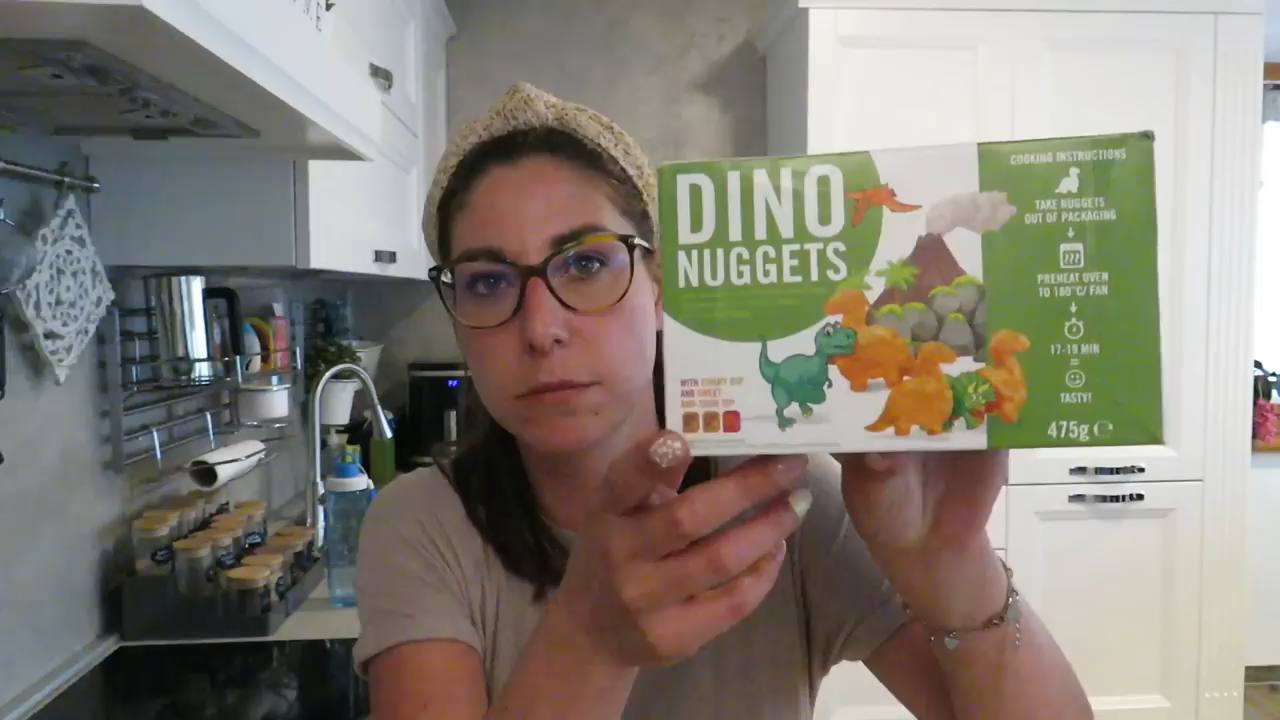 DINO
NUGGETS
WITH CURRY DIP
AND SWEET
AND SOUR DIP
COOKING INSTRUCTIONS
TAKE NUGGETS
OUT OF PACKAGING
PREHEAT OVEN
TO 180°C/ FAN
17-19 MIN
=
TASTY!
475g ℮